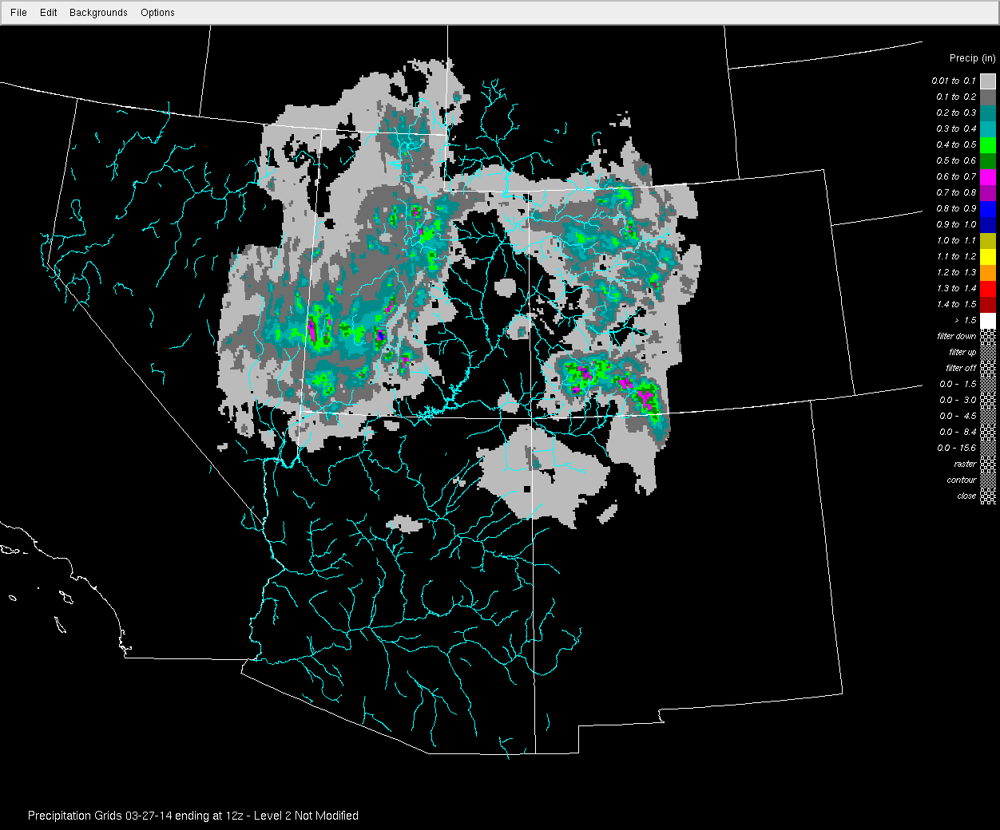 File Edit Backgrounds Options
Precip (in)
0.01 to 0.1
0.1 to 0.2
0.2 to 0.3
0.3 to 0.4
0.4 to 0.5
0.5 to 0.6
0.6 to 0.7
0.7 to 0.8
0.8 to 0.9
0.9 to 1.0
1.0 to 1.1
1.1 to 1.2
1.2 to 1.3
1.3 to 1.4
1.4 to 1.5
> 1.5
filter down
filter up
filter off
0.0 - 1.5
0.0 - 3.0
0.0 - 4.5
0.0 - 8.4
0.0 - 15.6
raster
contour
close
Precipitation Grids 03-27-14 ending at 12z - Level 2 Not Modified